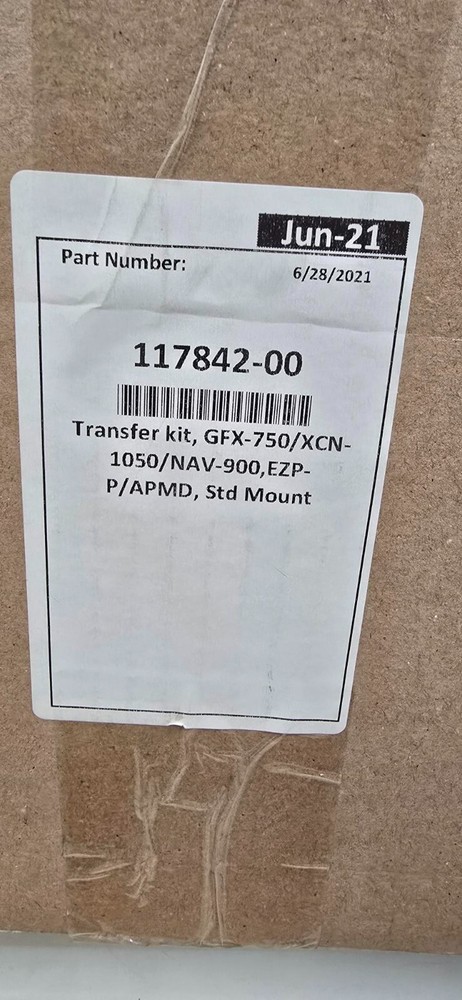 Jun-21
Part Number:
6/28/2021
117842-00
Transfer kit, GFX-750/XCN-
1050/NAV-900,EZP-
P/APMD, Std Mount